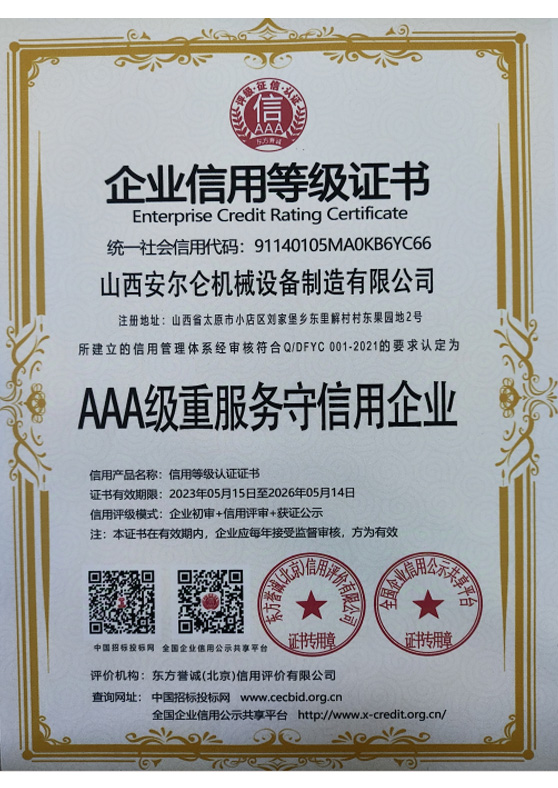 评级·征信·认证
信
AAA
东方誉诚
企业信用等级证书
Enterprise Credit Rating Certificate
统一社会信用代码：91140105MA0KB6YC66
山西安尔仑机械设备制造有限公司
注册地址：山西省太原市小店区刘家堡乡东里解村村东果园地2号
所建立的信用管理体系经审核符合Q/DFYC 001-2021的要求认定为
AAA级重服务守信用企业
信用产品名称：信用等级认证证书
证书有效期限：2023年05月15日至2026年05月14日
信用评级模式：企业初审+信用评审+获证公示
注：本证书在有效期内，企业应每年接受监督审核，方为有效
东方誉诚(北京)信用评价有限公司
证书专用章
全国企业信用公示共享平台
证书专用章
中国招标投标网 全国企业信用公示共享平台
评价机构：东方誉诚(北京)信用评价有限公司
查询网址：中国招标投标网 www.cecbid.org.cn
全国企业信用公示共享平台 http://www.x-credit.org.cn/